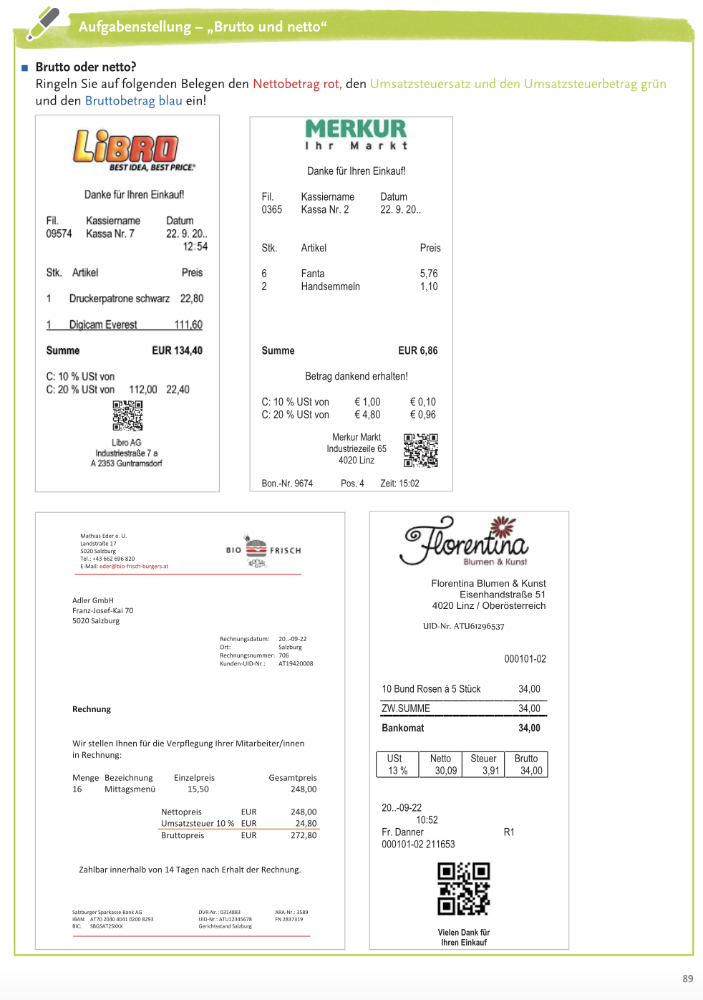 Aufgabenstellung – „Brutto und netto“
Brutto oder netto?
Ringeln Sie auf folgenden Belegen den Nettobetrag rot, den Umsatzsteuersatz und den Umsatzsteuerbetrag grün
und den Bruttobetrag blau ein!
LiBRO
BEST IDEA, BEST PRICE.
Danke für Ihren Einkauf!
Fil. Kassiername Datum
09574 Kassa Nr. 7 22. 9. 20..
12:54
Stk. Artikel Preis
1 Druckerpatrone schwarz 22,80
1 Digicam Everest 111,60
Summe EUR 134,40
C: 10 % USt von
C: 20 % USt von 112,00 22,40
Libro AG
Industriestraße 7 a
A 2353 Guntramsdorf
MERKUR
Ihr Markt
Danke für Ihren Einkauf!
Fil. Kassiername Datum
0365 Kassa Nr. 2 22. 9. 20..
Stk. Artikel Preis
6 Fanta 5,76
2 Handsemmeln 1,10
Summe EUR 6,86
Betrag dankend erhalten!
C: 10 % USt von € 1,00 € 0,10
C: 20 % USt von € 4,80 € 0,96
Merkur Markt
Industriezeile 65
4020 Linz
Bon.-Nr. 9674 Pos. 4 Zeit: 15:02
Mathias Eder e. U.
Landstraße 17
5020 Salzburg
Tel.: +43 662 696 820
E-Mail: eder@bio-frisch-burgers.at
BIO FRISCH
Adler GmbH
Franz-Josef-Kai 70
5020 Salzburg
Rechnungsdatum: 20..-09-22
Ort: Salzburg
Rechnungsnummer: 706
Kunden-UID-Nr.: AT19420008
Rechnung
Wir stellen Ihnen für die Verpflegung Ihrer Mitarbeiter/innen
in Rechnung:
Menge Bezeichnung Einzelpreis Gesamtpreis
16 Mittagsmenü 15,50 248,00
Nettopreis EUR 248,00
Umsatzsteuer 10 % EUR 24,80
Bruttopreis EUR 272,80
Zahlbar innerhalb von 14 Tagen nach Erhalt der Rechnung.
Salzburger Sparkasse Bank AG DVR-Nr.: 0314883 ARA-Nr.: 3589
IBAN: AT70 2040 4041 0200 8293 UID-Nr.: ATU12345678 FN 2837319
BIC: SBGSAT2SXXX Gerichtsstand Salzburg
Florentina
Blumen & Kunst
Florentina Blumen & Kunst
Eisenhandstraße 51
4020 Linz / Oberösterreich
UID-Nr. ATU61296537
000101-02
10 Bund Rosen á 5 Stück 34,00
ZW.SUMME 34,00
Bankomat 34,00
USt Netto Steuer Brutto
13 % 30,09 3,91 34,00
20..-09-22
10:52
Fr. Danner R1
000101-02 211653
Vielen Dank für
Ihren Einkauf
89